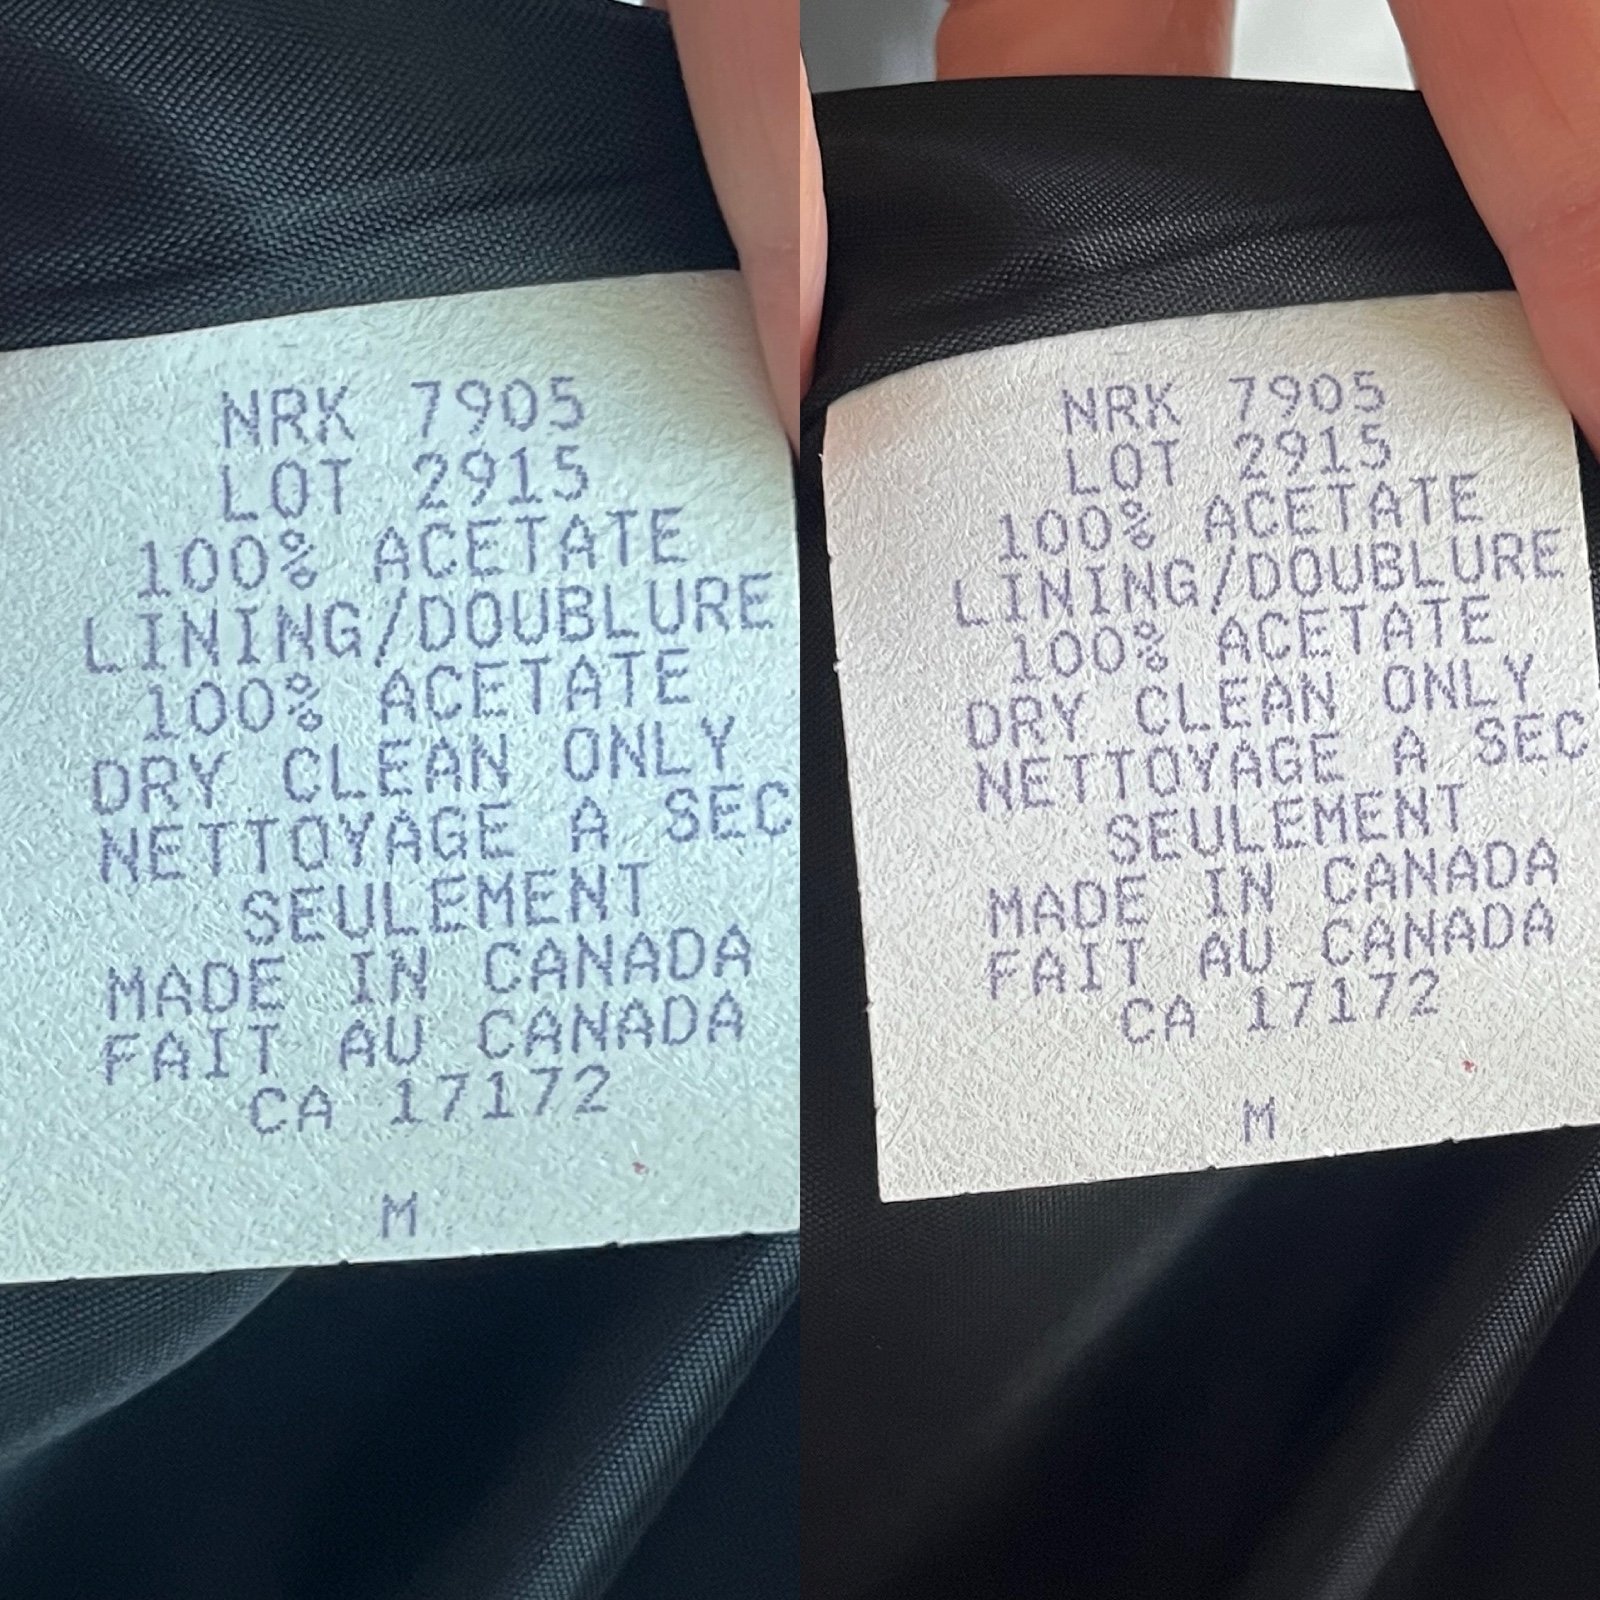 NRK 7905
LOT 2915
100% ACETATE
LINING/DOUBLURE
100% ACETATE
DRY CLEAN ONLY
NETTOYAGE A SEC
SEULEMENT
MADE IN CANADA
FAIT AU CANADA
CA 17172
M
NRK 7905
LOT 2915
100% ACETATE
LINING/DOUBLURE
100% ACETATE
DRY CLEAN ONLY
NETTOYAGE A SEC
SEULEMENT
MADE IN CANADA
FAIT AU CANADA
CA 17172
M